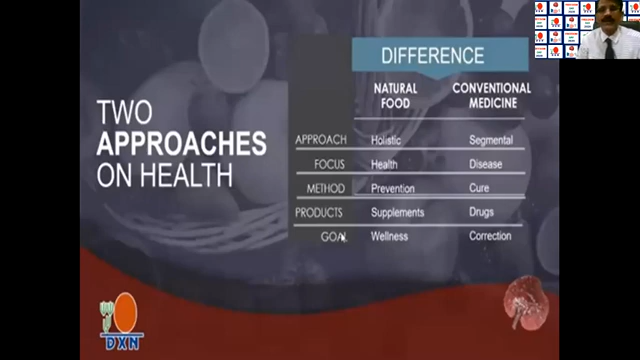 TWO
APPROACHES
ON HEALTH
DIFFERENCE
NATURAL FOOD CONVENTIONAL MEDICINE
APPROACH Holistic Segmental
FOCUS Health Disease
METHOD Prevention Cure
PRODUCTS Supplements Drugs
GOAL Wellness Correction
DXN